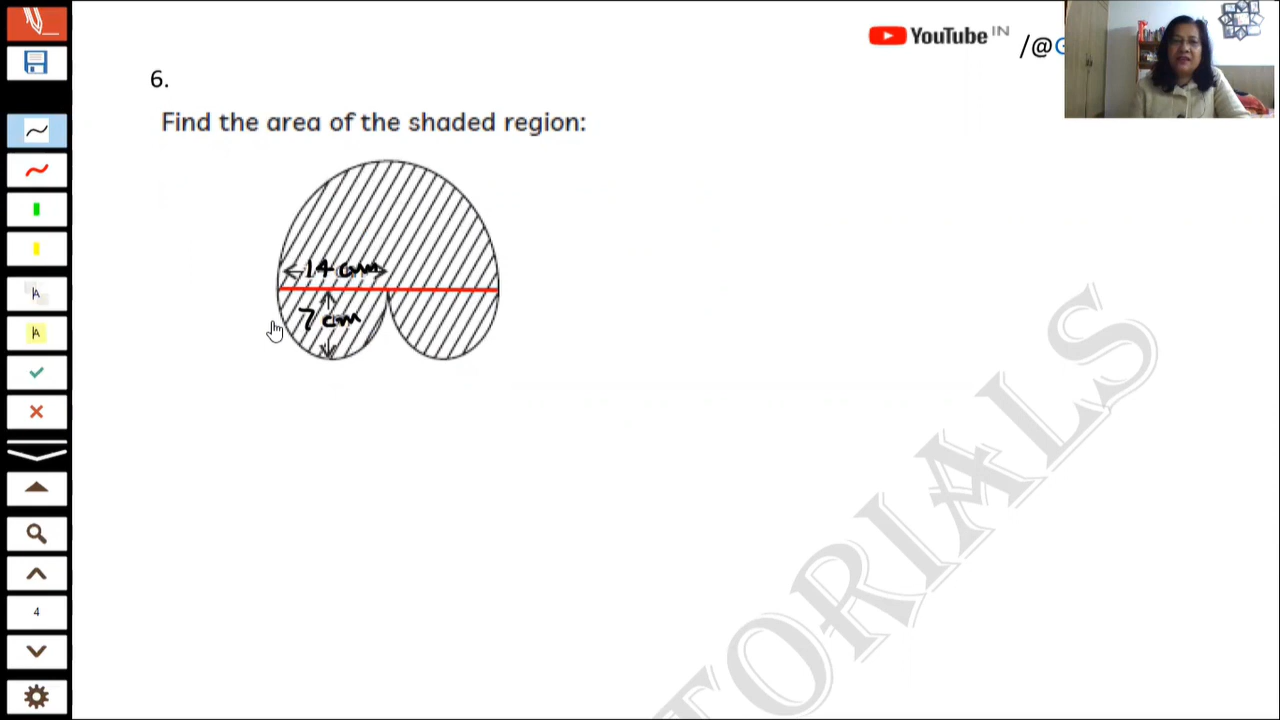 YouTube IN /@
6.
Find the area of the shaded region:
14 cm
7 cm
A
A
4
TORIALS